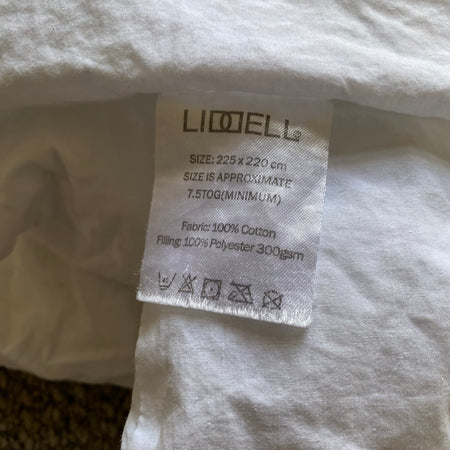 LIDDELL
SIZE: 225 x 220 cm
SIZE IS APPROXIMATE
7.5TOG(MINIMUM)
Fabric: 100% Cotton
Filling: 100% Polyester 300gsm